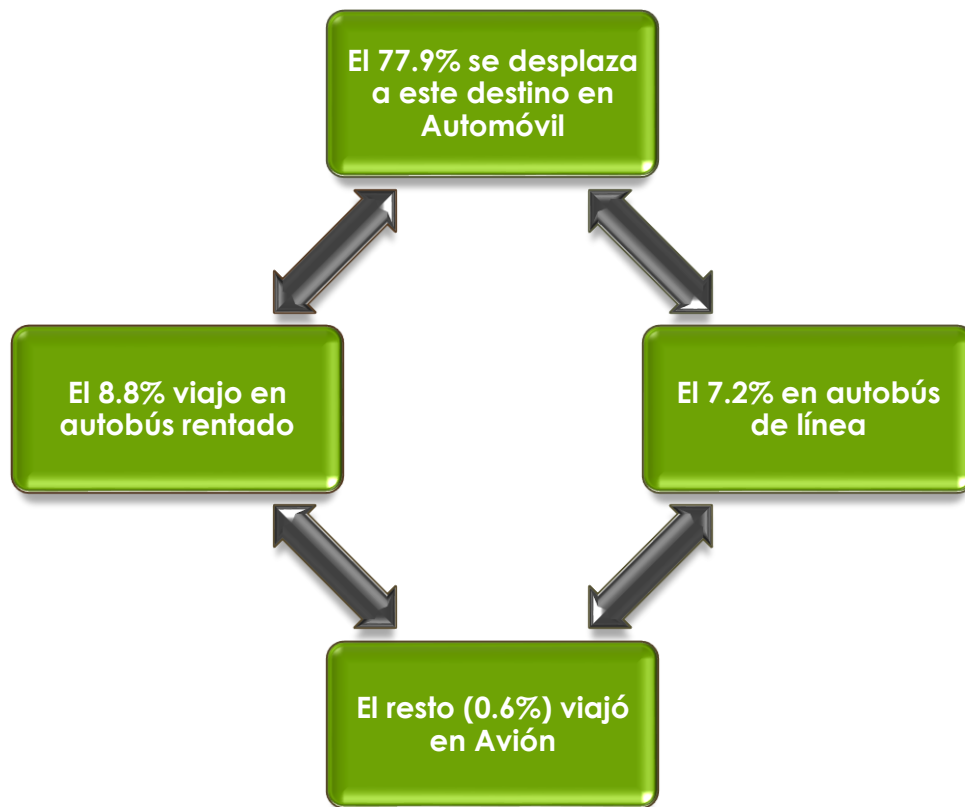 El 77.9% se desplaza
a este destino en
Automóvil
El 8.8% viajo en
autobús rentado
El 7.2% en autobús
de línea
El resto (0.6%) viajó
en Avión